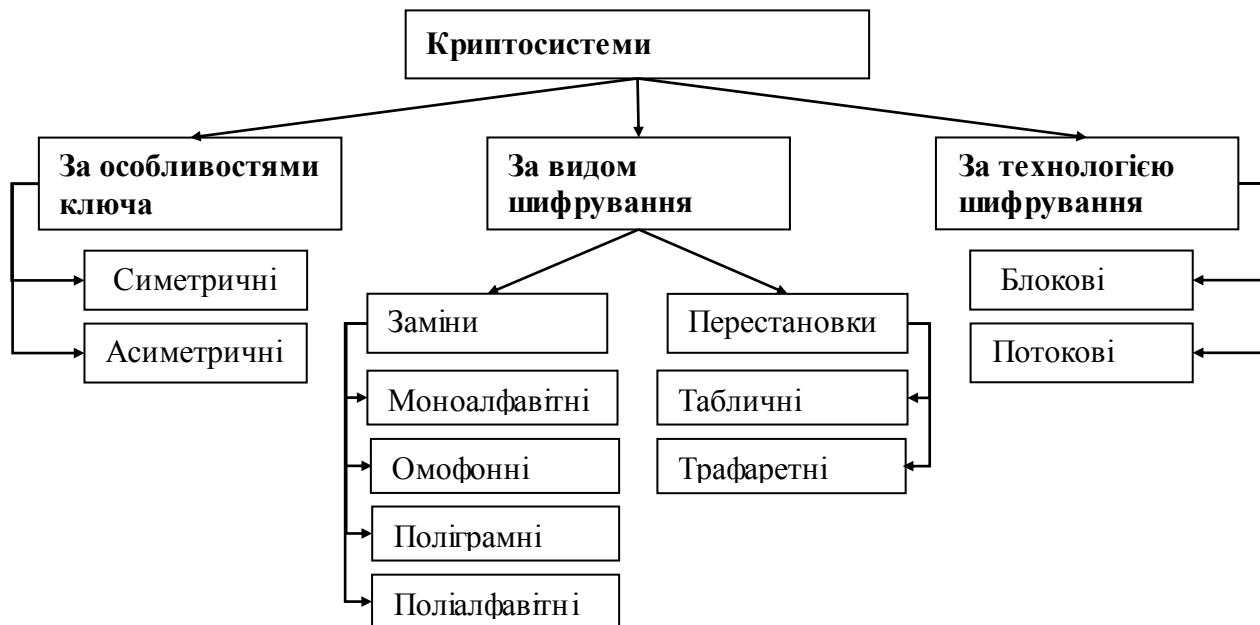 Криптосистеми
За особливостями
ключа
Симетричні
Асиметричні
За видом
шифрування
Заміни
Моноалфавітні
Омофонні
Поліграмні
Поліалфавітні
Перестановки
Табличні
Трафаретні
За технологією
шифрування
Блокові
Потокові